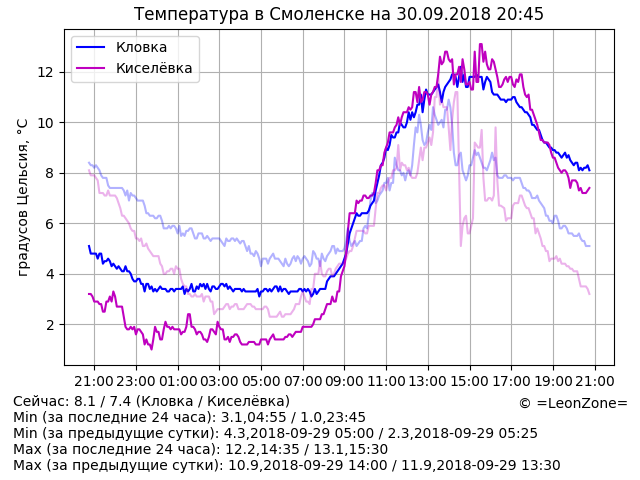 Температура в Смоленске на 30.09.2018 20:45
Кловка
Киселёвка
градусов Цельсия, °C
12
10
8
6
4
2
21:00 23:00 01:00 03:00 05:00 07:00 09:00 11:00 13:00 15:00 17:00 19:00 21:00
Сейчас: 8.1 / 7.4 (Кловка / Киселёвка)
© =LeonZone=
Min (за последние 24 часа): 3.1,04:55 / 1.0,23:45
Min (за предыдущие сутки): 4.3,2018-09-29 05:00 / 2.3,2018-09-29 05:25
Max (за последние 24 часа): 12.2,14:35 / 13.1,15:30
Max (за предыдущие сутки): 10.9,2018-09-29 14:00 / 11.9,2018-09-29 13:30